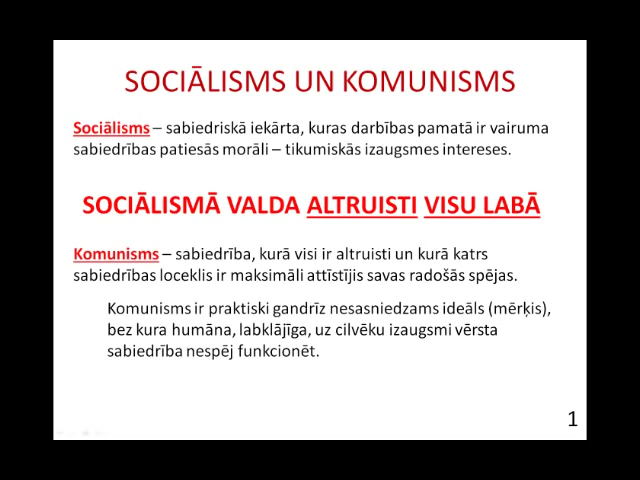 SOCIĀLISMS UN KOMUNISMS
Sociālisms – sabiedriskā iekārta, kuras darbības pamatā ir vairuma
sabiedrības patiesās morāli – tikumiskās izaugsmes intereses.
SOCIĀLISMĀ VALDA ALTRUISTI VISU LABĀ
Komunisms – sabiedrība, kurā visi ir altruisti un kurā katrs
sabiedrības loceklis ir maksimāli attīstījis savas radošās spējas.
Komunisms ir praktiski gandrīz nesasniedzams ideāls (mērķis),
bez kura humāna, labklājīga, uz cilvēku izaugsmi vērsta
sabiedrība nespēj funkcionēt.
1